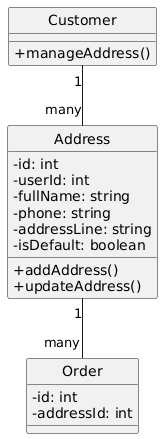 Customer
+manageAddress()
1
many
Address
-id: int
-userId: int
-fullName: string
-phone: string
-addressLine: string
-isDefault: boolean
+addAddress()
+updateAddress()
1
many
Order
-id: int
-addressId: int